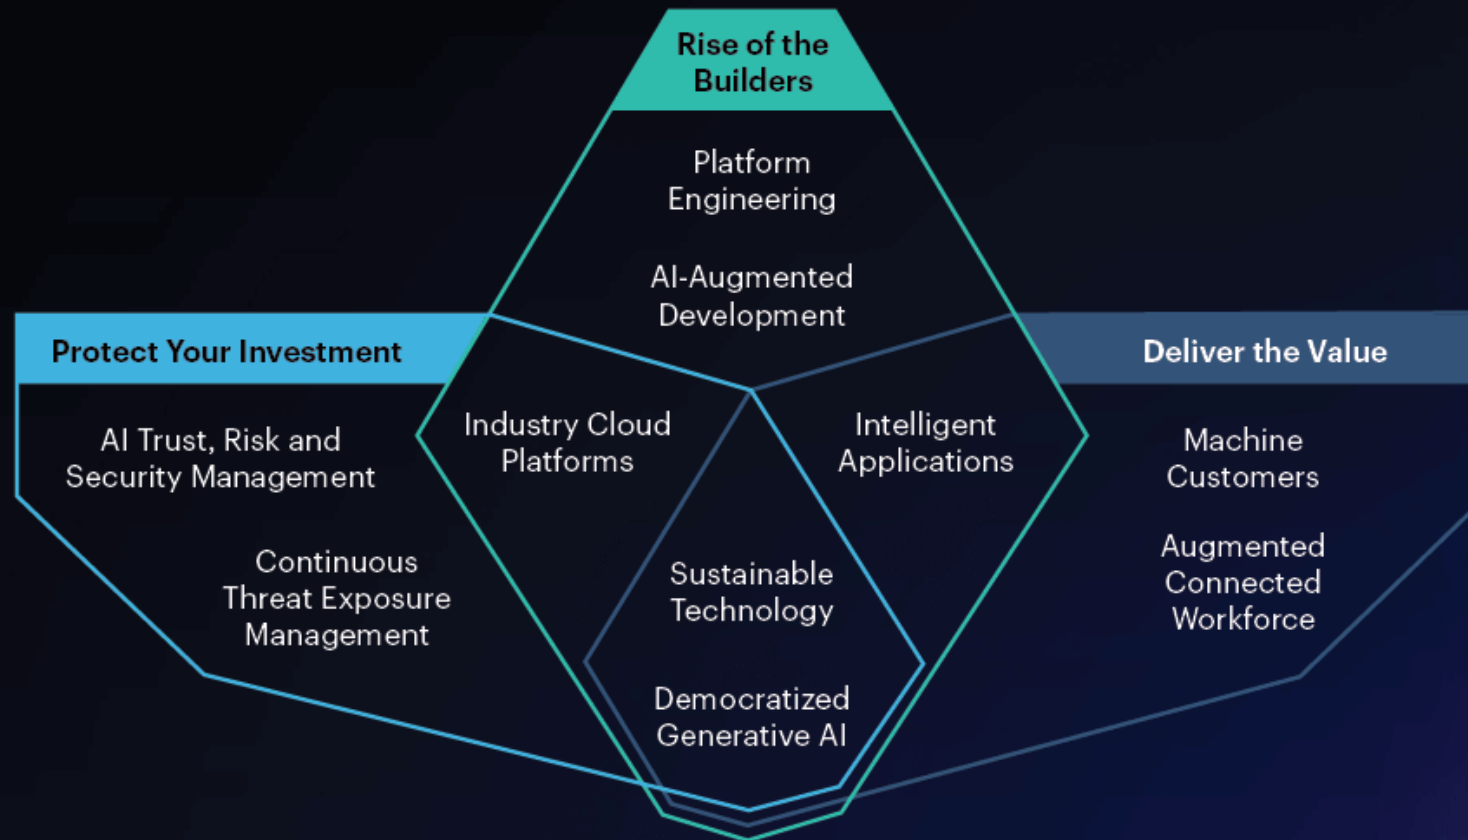 Rise of the
Builders
Platform
Engineering
AI-Augmented
Development
Protect Your Investment
Deliver the Value
AI Trust, Risk and
Security Management
Continuous
Threat Exposure
Management
Industry Cloud
Platforms
Intelligent
Applications
Sustainable
Technology
Democratized
Generative AI
Machine
Customers
Augmented
Connected
Workforce